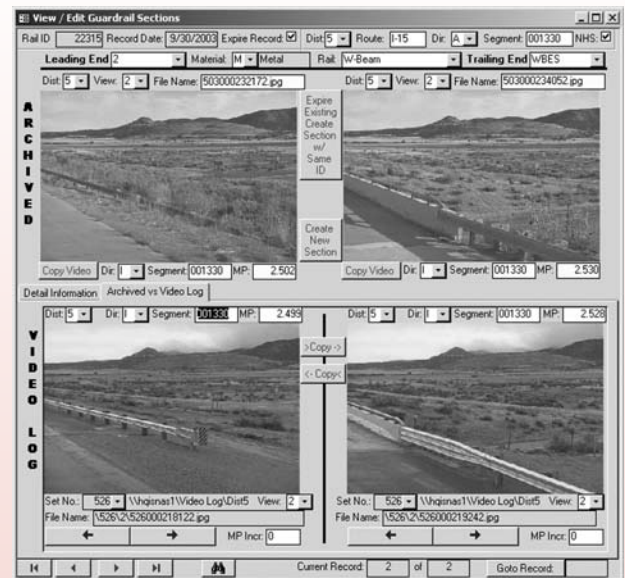 View / Edit Guardrail Sections
Rail ID 22315 Record Date: 9/30/2003 Expire Record: Dist: 5 Route: I-15 Dir: A Segment: 001330 NHS:
Leading End 2 Material: M Metal Rail: W-Beam Trailing End WBES
Dist: 5 View: 2 File Name: 503000232172.jpg Dist: 5 View: 2 File Name: 503000234052.jpg
ARCHIVED
Expire
Existing
Create
Section
w/
Same
ID
Create
New
Section
Copy Video Dir: I Segment: 001330 MP: 2.502 Copy Video Dir: I Segment: 001330 MP: 2.530
Detail Information Archived vs Video Log
Dist: 5 Dir: I Segment: 001330 MP: 2.499 Dist: 5 Dir: I Segment: 001330 MP: 2.528
VIDEO LOG
>Copy ->
<- Copy<
Set No.: 526 \\hqisnas1\Video Log\Dist5 View: 2 Set No.: 526 \\hqisnas1\Video Log\Dist5 View: 2
File Name: \526\2\526000218122.jpg File Name: \526\2\526000219242.jpg
MP Incr: 0 MP Incr: 0
Current Record: 2 of 2 Goto Record: